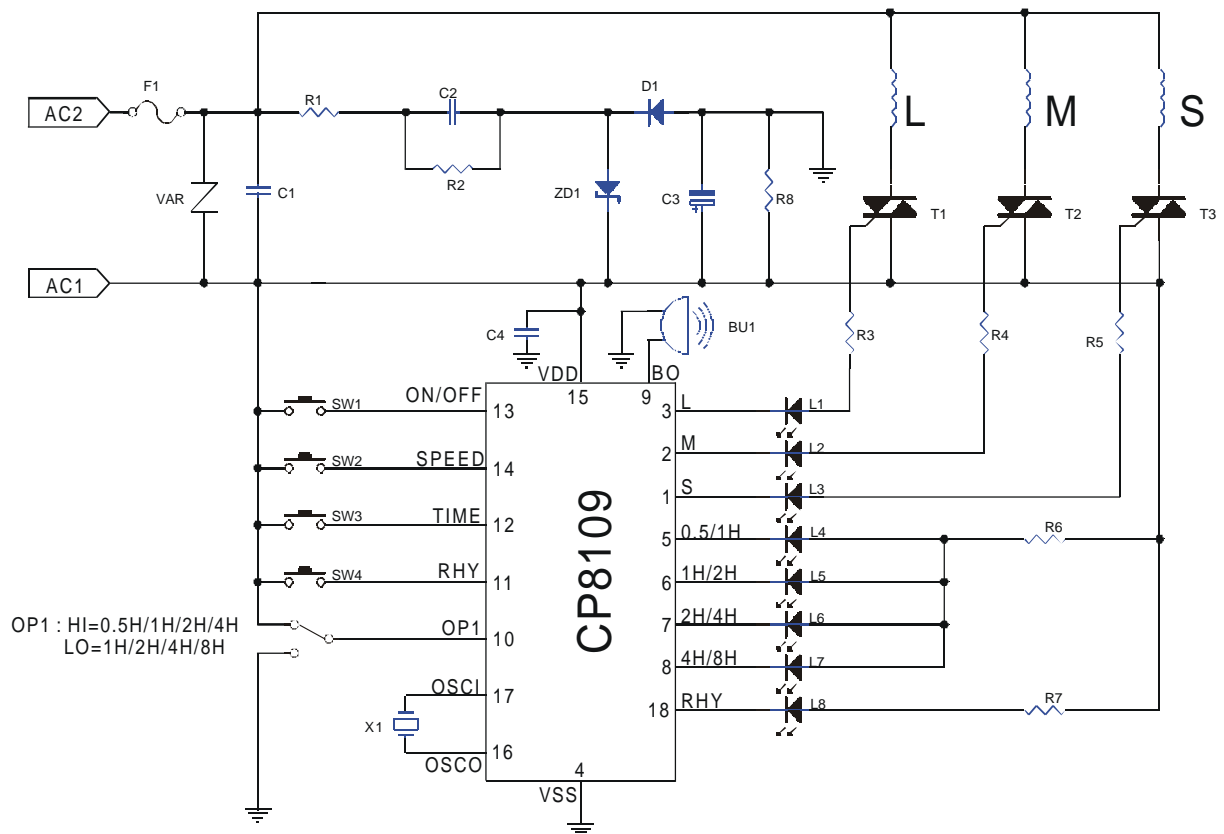 F1
AC2
R1
C2
D1
L
M
S
R2
VAR
C1
ZD1
C3
R8
T1
T2
T3
AC1
C4
BU1
R3
R4
R5
VDD
BO
ON/OFF
15
9
SW1
13
3
L
L1
SPEED
M
L2
SW2
14
2
CP8109
TIME
S
L3
SW3
12
1
0.5/1H
L4
R6
5
RHY
SW4
11
6
1H/2H
L5
OP1 : HI=0.5H/1H/2H/4H
LO=1H/2H/4H/8H
OP1
10
7
2H/4H
L6
8
4H/8H
L7
OSCI
17
18
RHY
L8
R7
X1
16
OSCO
4
VSS